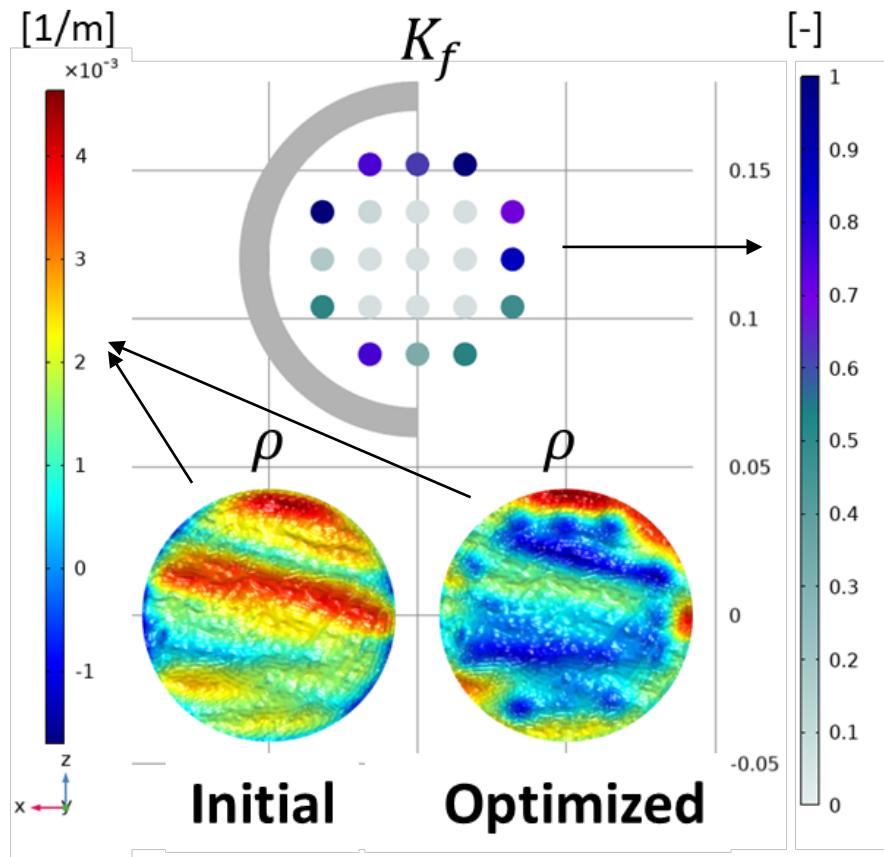 [1/m]
K_f
[-]
×10⁻³
4
3
2
1
0
-1
0.15
0.1
0.05
0
-0.05
1
0.9
0.8
0.7
0.6
0.5
0.4
0.3
0.2
0.1
0
ρ
ρ
z
x
y
Initial
Optimized